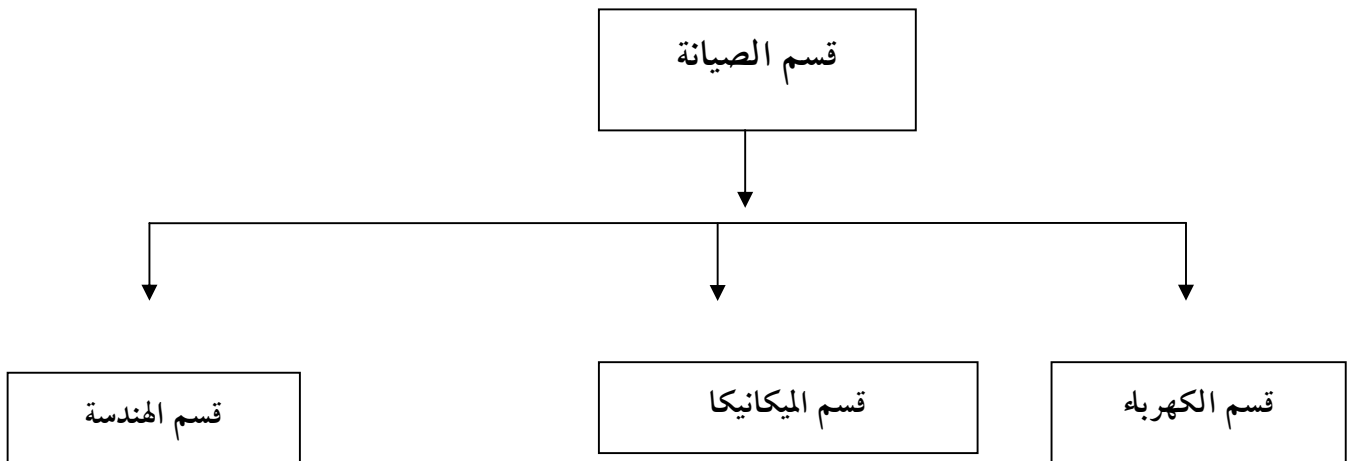 قسم الصيانة
قسم الكهرباء
قسم الميكانيكا
قسم الهندسة